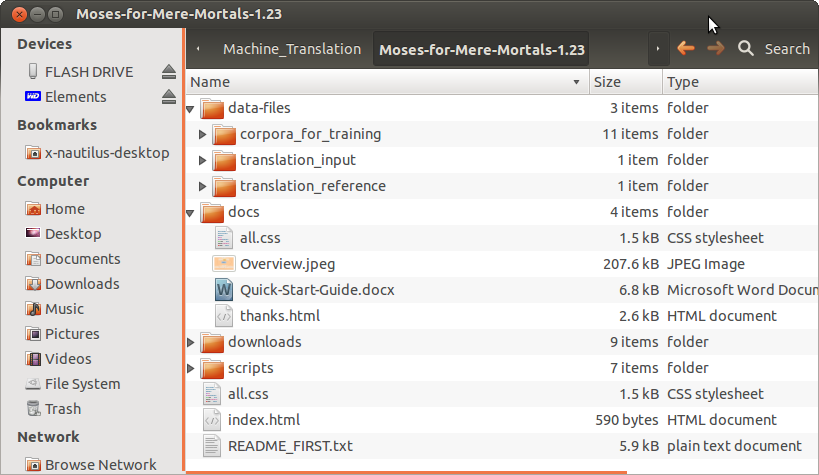 Moses-for-Mere-Mortals-1.23
Devices
FLASH DRIVE
Elements
Bookmarks
x-nautilus-desktop
Computer
Home
Desktop
Documents
Downloads
Music
Pictures
Videos
File System
Trash
Network
Browse Network
Machine_Translation Moses-for-Mere-Mortals-1.23 Search
Name Size Type
data-files 3 items folder
corpora_for_training 11 items folder
translation_input 1 item folder
translation_reference 1 item folder
docs 4 items folder
all.css 1.5 kB CSS stylesheet
Overview.jpeg 207.6 kB JPEG Image
Quick-Start-Guide.docx 6.8 kB Microsoft Word Docum
thanks.html 2.6 kB HTML document
downloads 9 items folder
scripts 7 items folder
all.css 1.5 kB CSS stylesheet
index.html 590 bytes HTML document
README_FIRST.txt 5.9 kB plain text document